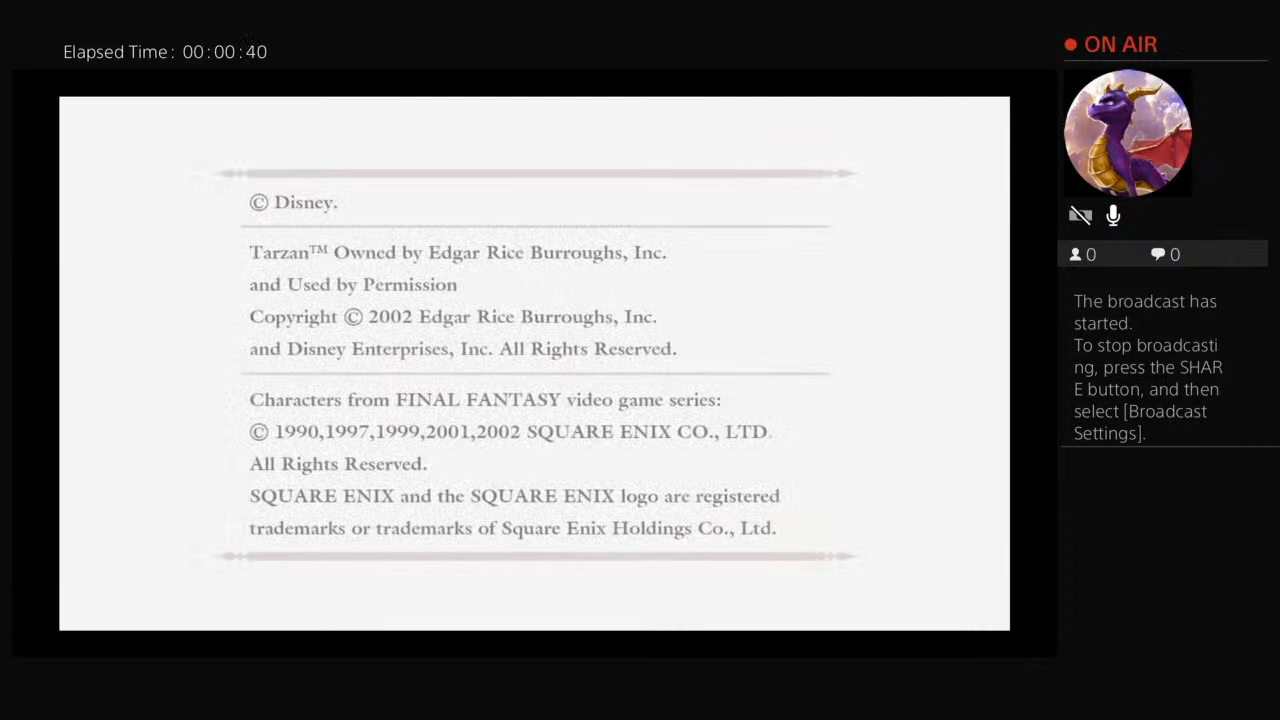 Elapsed Time: 00:00:40
ON AIR
© Disney.
Tarzan™ Owned by Edgar Rice Burroughs, Inc.
and Used by Permission
Copyright © 2002 Edgar Rice Burroughs, Inc.
and Disney Enterprises, Inc. All Rights Reserved.
Characters from FINAL FANTASY video game series:
© 1990,1997,1999,2001,2002 SQUARE ENIX CO., LTD.
All Rights Reserved.
SQUARE ENIX and the SQUARE ENIX logo are registered
trademarks or trademarks of Square Enix Holdings Co., Ltd.
0 0
The broadcast has
started.
To stop broadcasti
ng, press the SHAR
E button, and then
select [Broadcast
Settings].